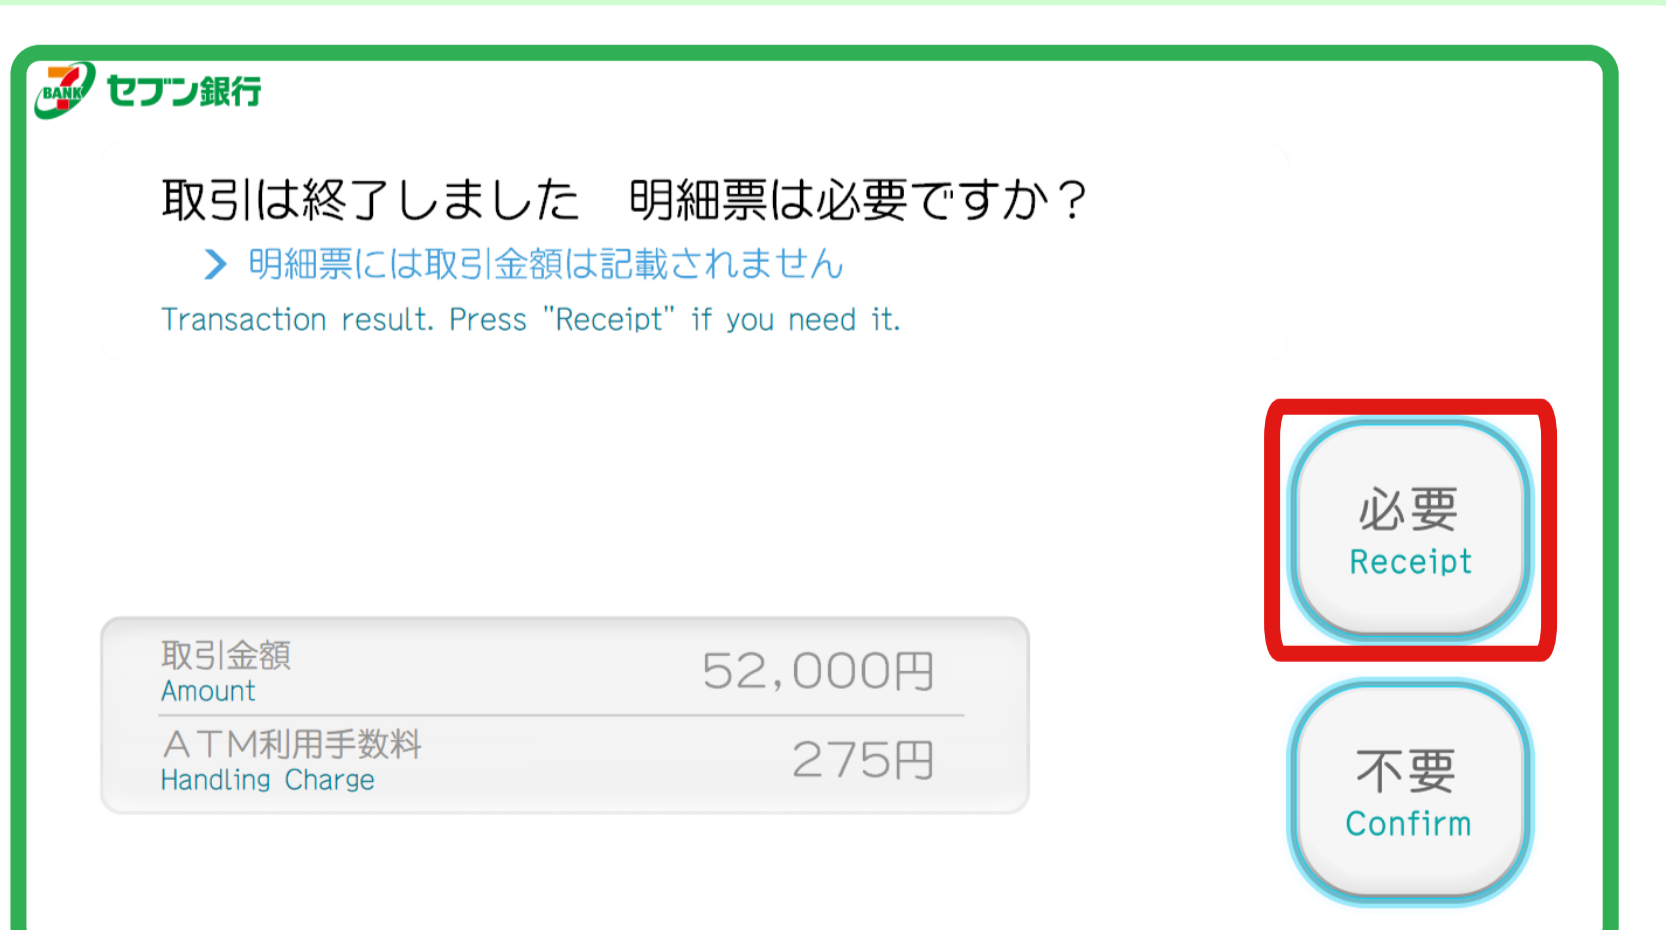 7 BANK セブン銀行
取引は終了しました　明細票は必要ですか？
> 明細票には取引金額は記載されません
Transaction result. Press "Receipt" if you need it.
必要
Receipt
取引金額 52,000円
Amount
ATM利用手数料 275円
Handling Charge
不要
Confirm